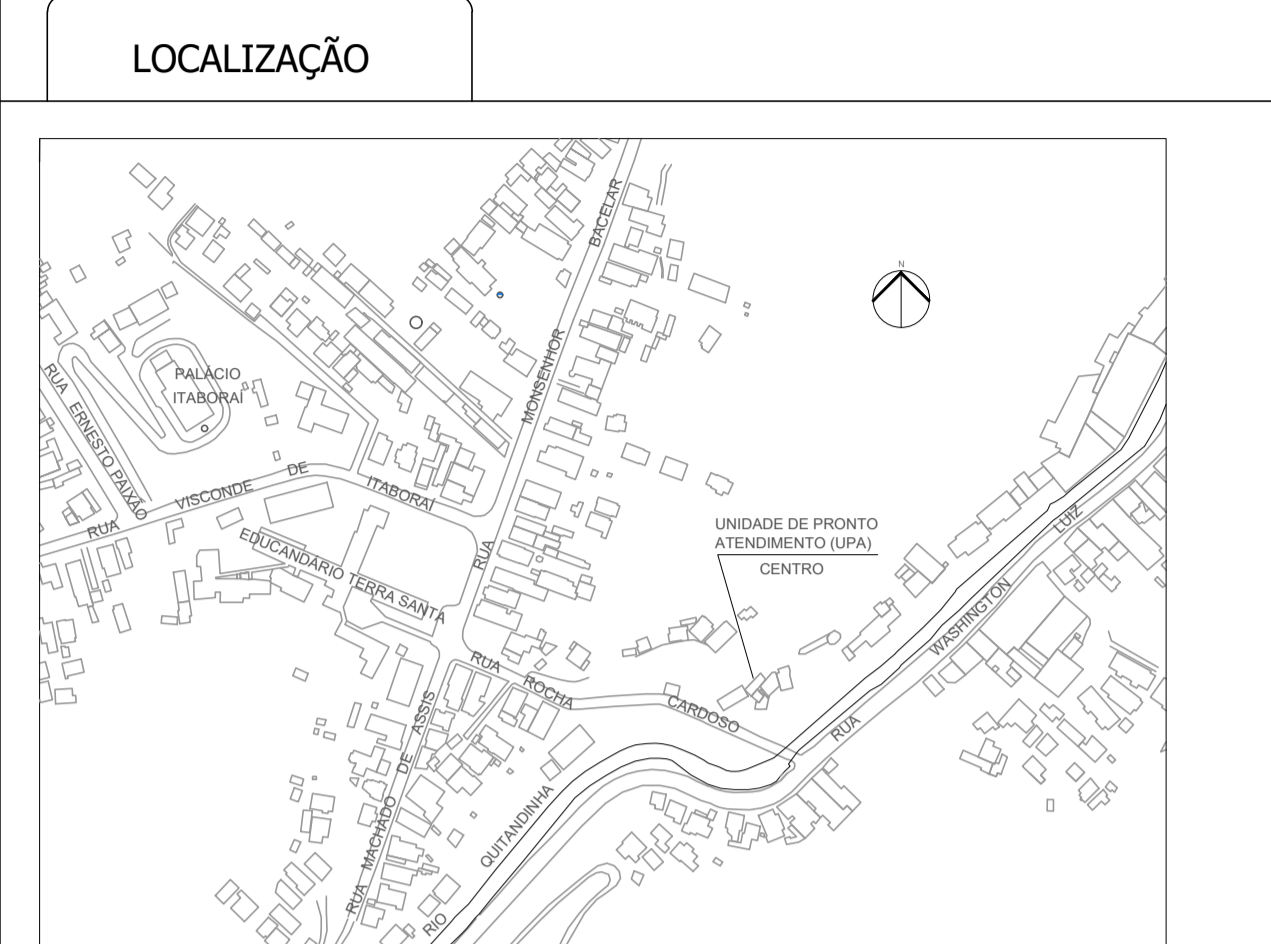 LOCALIZAÇÃO
N
RUA MONSENHOR BACELAR
PALÁCIO
ITABORAÍ
RUA ERNESTO PAIXÃO
RUA VISCONDE DE ITABORAÍ
EDUCANDÁRIO TERRA SANTA
UNIDADE DE PRONTO
ATENDIMENTO (UPA)
CENTRO
RUA WASHINGTON LUIZ
RUA ROCHA CARDOSO
RUA MACHADO DE ASSIS
RIO QUITANDINHA